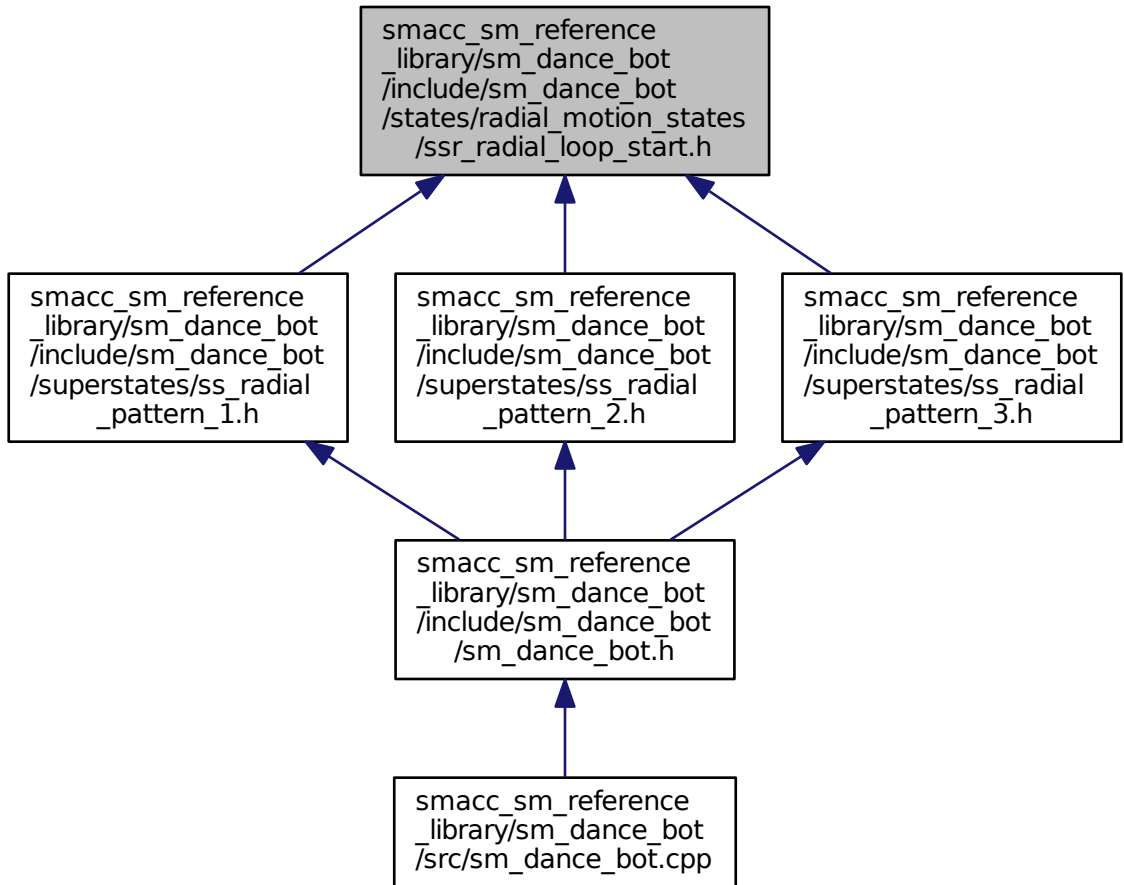 smacc_sm_reference
_library/sm_dance_bot
/include/sm_dance_bot
/states/radial_motion_states
/ssr_radial_loop_start.h
smacc_sm_reference
_library/sm_dance_bot
/include/sm_dance_bot
/superstates/ss_radial
_pattern_1.h
smacc_sm_reference
_library/sm_dance_bot
/include/sm_dance_bot
/superstates/ss_radial
_pattern_2.h
smacc_sm_reference
_library/sm_dance_bot
/include/sm_dance_bot
/superstates/ss_radial
_pattern_3.h
smacc_sm_reference
_library/sm_dance_bot
/include/sm_dance_bot
/sm_dance_bot.h
smacc_sm_reference
_library/sm_dance_bot
/src/sm_dance_bot.cpp